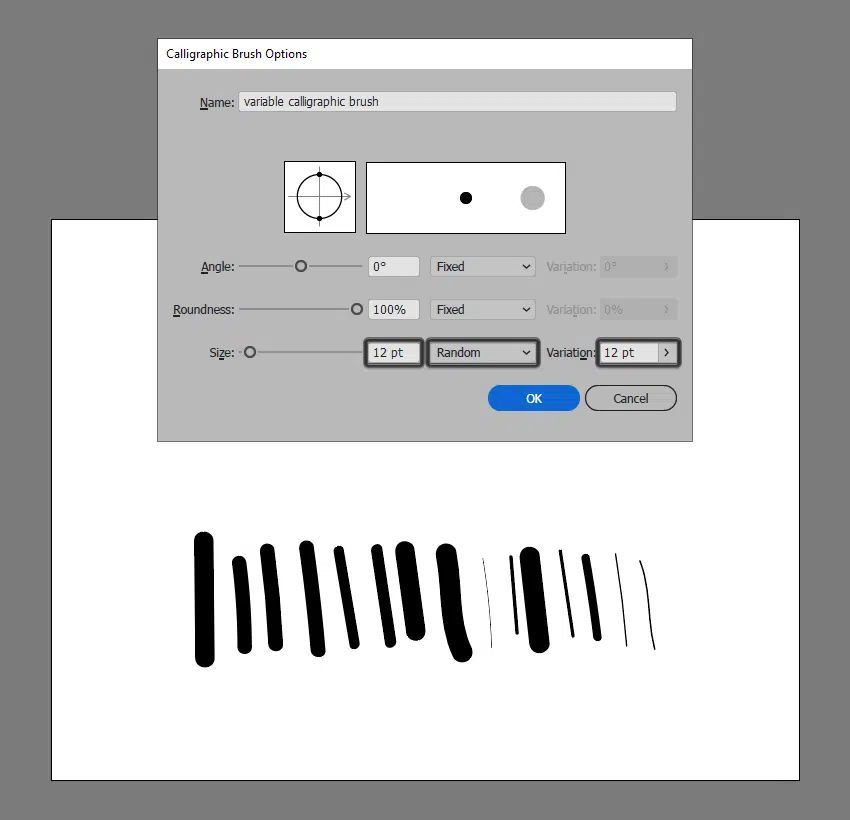 Calligraphic Brush Options
Name: variable calligraphic brush
Angle: 0° Fixed Variation: 0°
Roundness: 100% Fixed Variation: 0%
Size: 12 pt Random Variation: 12 pt
OK Cancel